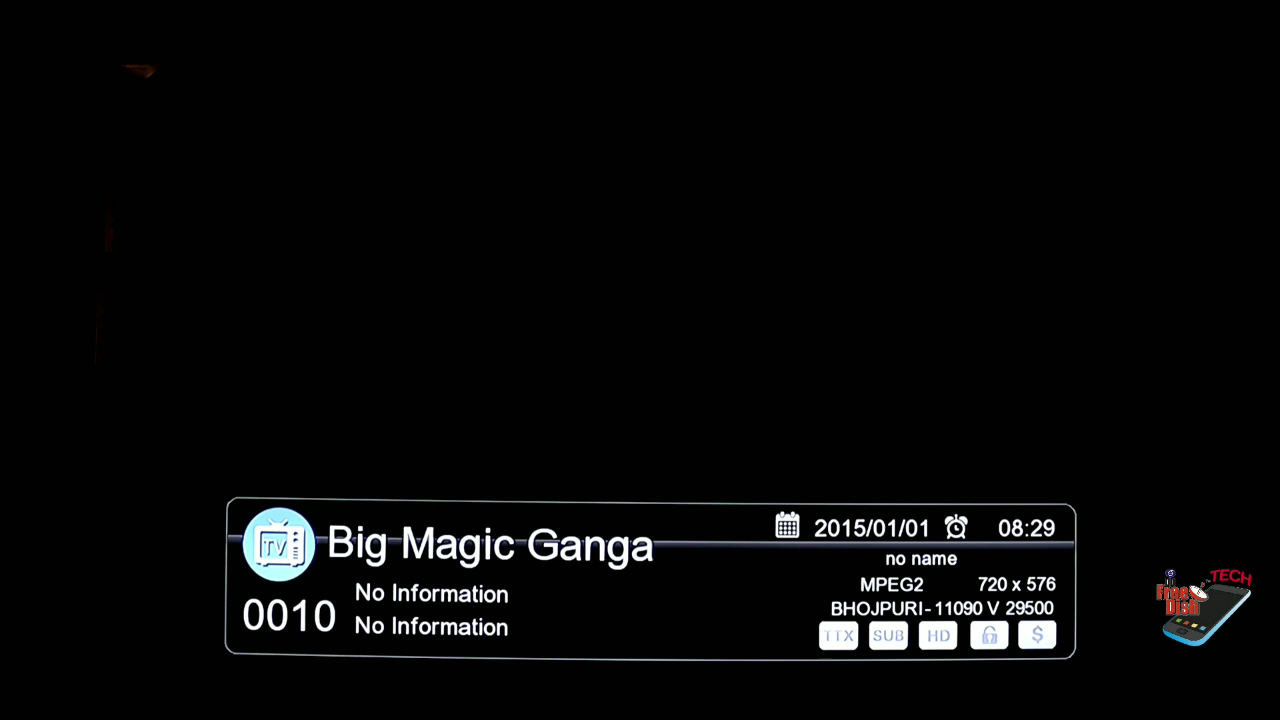 Big Magic Ganga
2015/01/01 08:29
no name
0010
No Information
No Information
MPEG2 720 x 576
BHOJPURI - 11090 V 29500
TTX SUB HD $
TV
Free Dish TECH